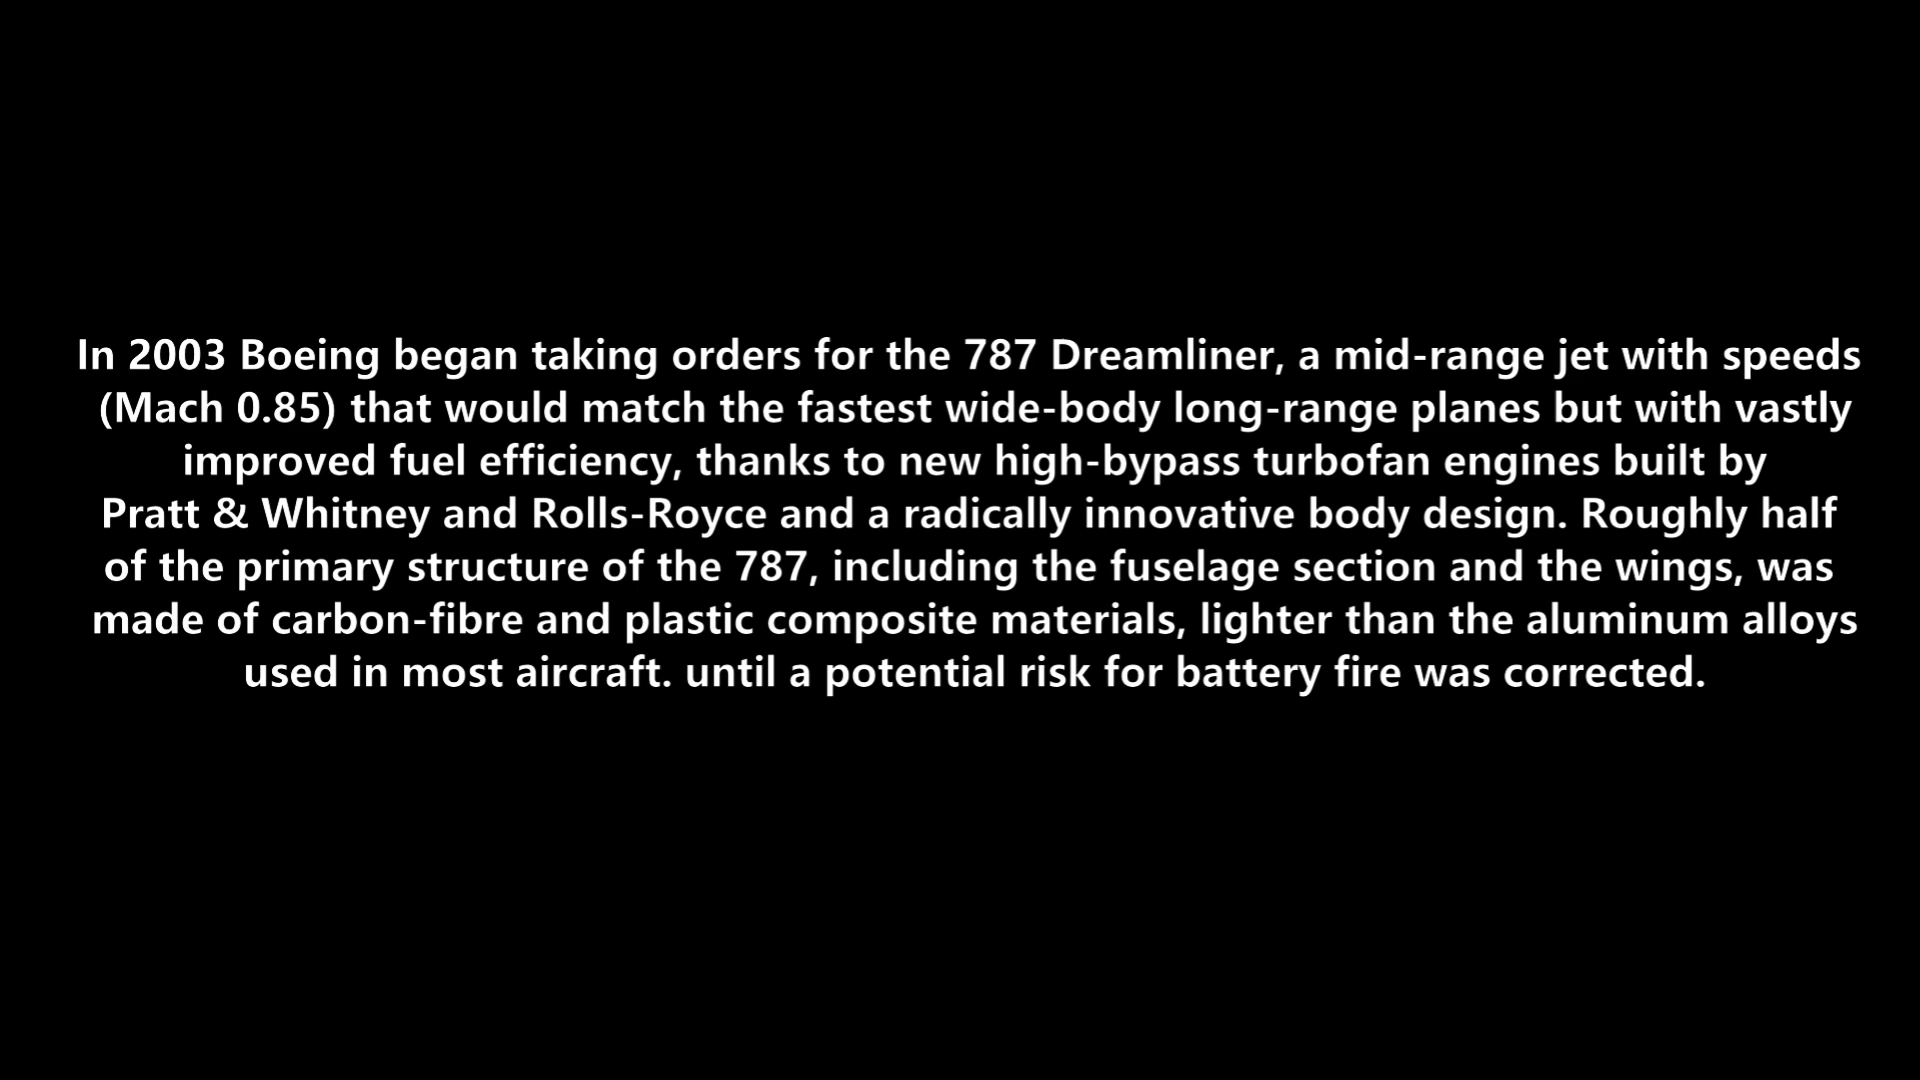 In 2003 Boeing began taking orders for the 787 Dreamliner, a mid-range jet with speeds
(Mach 0.85) that would match the fastest wide-body long-range planes but with vastly
improved fuel efficiency, thanks to new high-bypass turbofan engines built by
Pratt & Whitney and Rolls-Royce and a radically innovative body design. Roughly half
of the primary structure of the 787, including the fuselage section and the wings, was
made of carbon-fibre and plastic composite materials, lighter than the aluminum alloys
used in most aircraft. until a potential risk for battery fire was corrected.